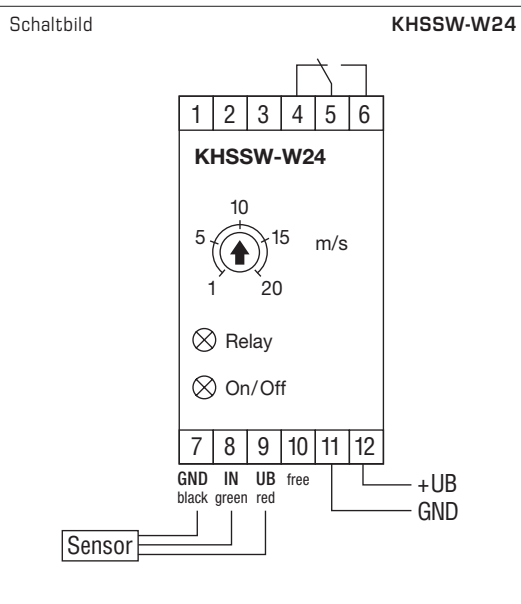 Schaltbild KHSSW-W24
1 2 3 4 5 6
KHSSW-W24
10
5 15 m/s
1 20
Relay
On/Off
7 8 9 10 11 12
GND IN UB free
black green red
+UB
GND
Sensor